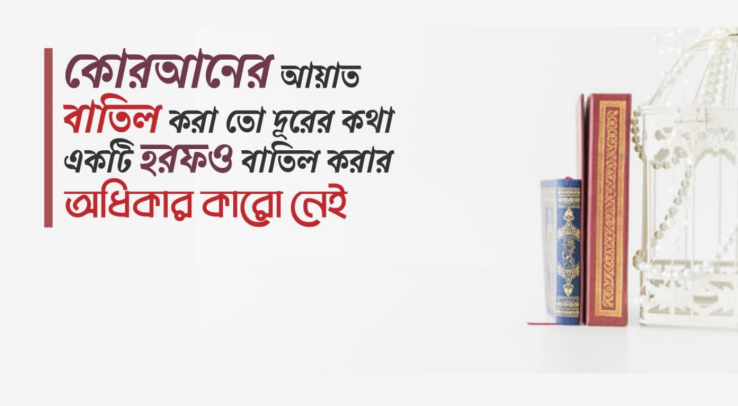 কোরআনের আয়াত
বাতিল করা তো দূরের কথা
একটি হরফও বাতিল করার
অধিকার কারো নেই